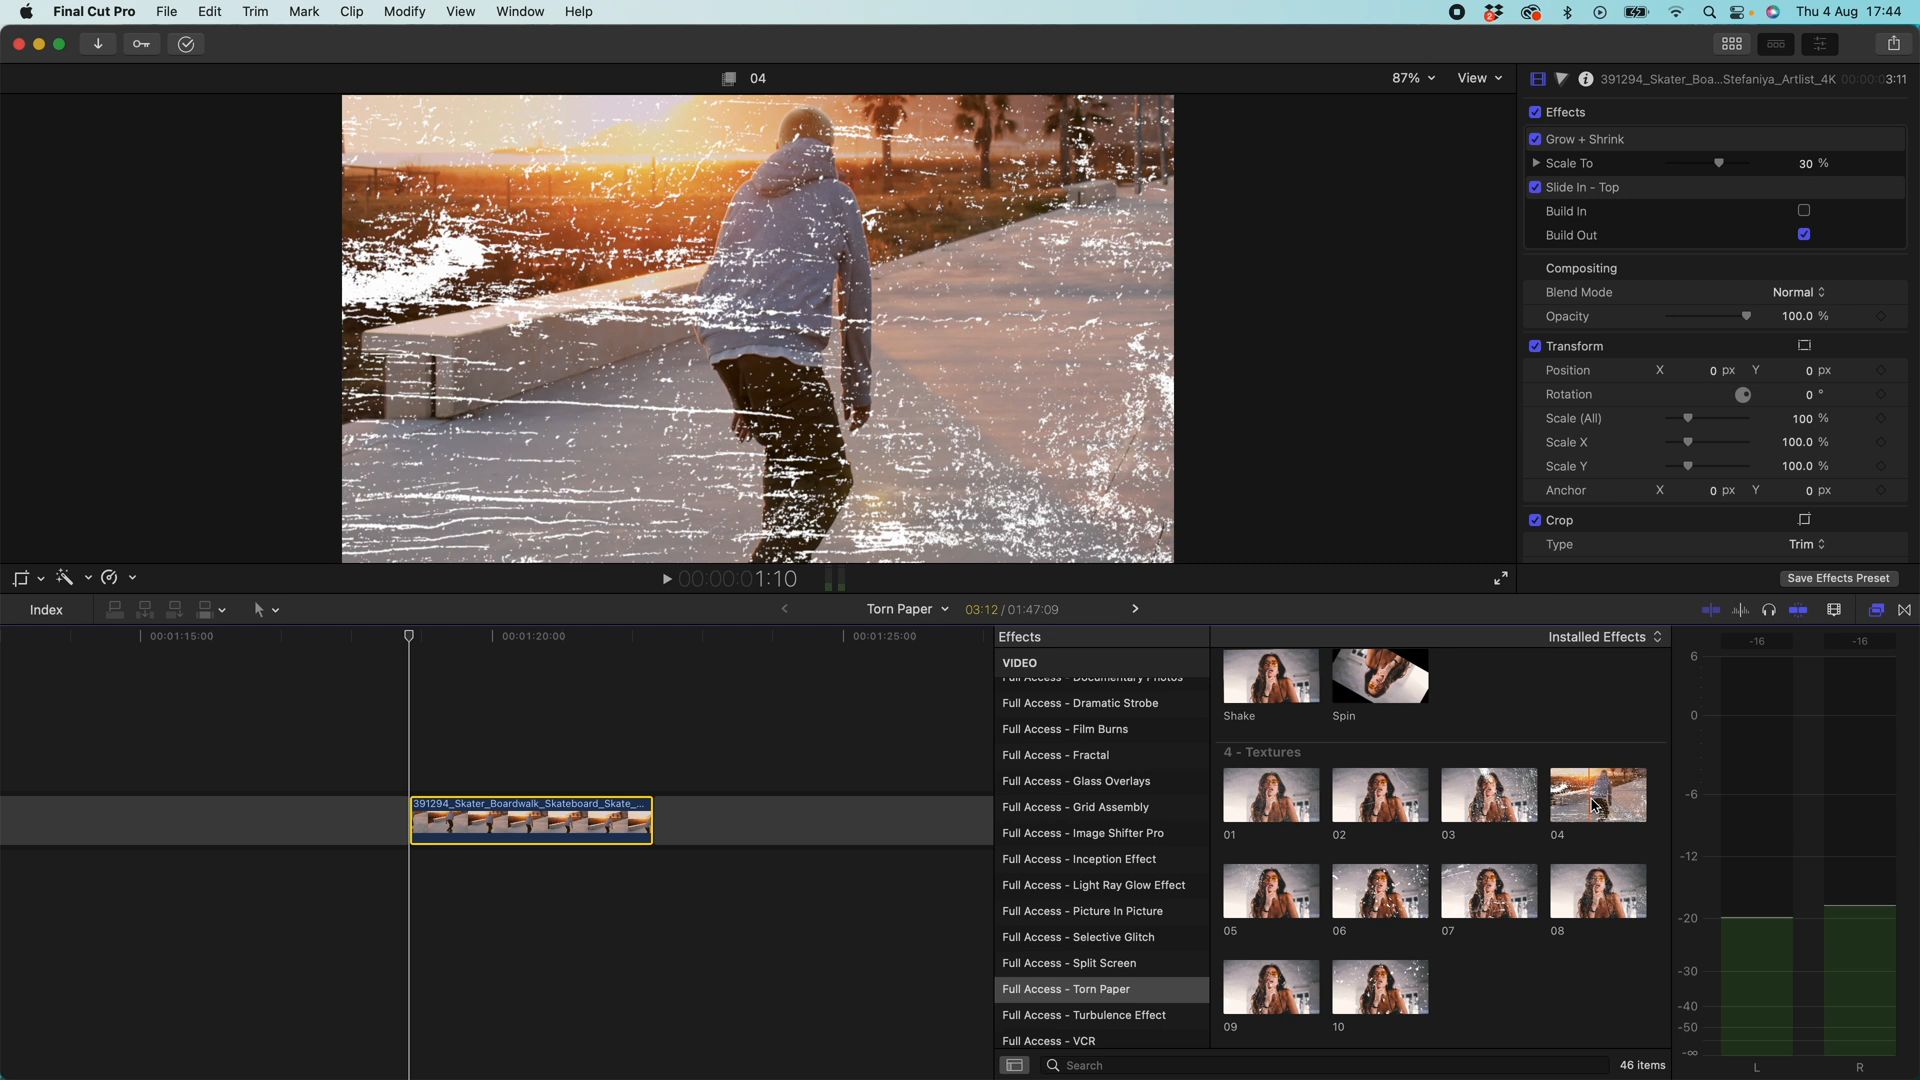 Final Cut Pro File Edit Trim Mark Clip Modify View Window Help Thu 4 Aug 17:44
04 87% View 391294_Skater_Boa...Stefaniya_Artlist_4K 00:00:03:11
Effects
Grow + Shrink
Scale To 30 %
Slide In - Top
Build In
Build Out
Compositing
Blend Mode Normal
Opacity 100.0 %
Transform
Position X 0 px Y 0 px
Rotation 0 °
Scale (All) 100 %
Scale X 100.0 %
Scale Y 100.0 %
Anchor X 0 px Y 0 px
Crop
Type Trim
00:00:01:10 Save Effects Preset
Index Torn Paper 03:12 / 01:47:09
00:01:15:00 00:01:20:00 00:01:25:00
391294_Skater_Boardwalk_Skateboard_Skate_...
Effects Installed Effects
VIDEO
Full Access - Documentary Photos
Full Access - Dramatic Strobe
Full Access - Film Burns
Full Access - Fractal
Full Access - Glass Overlays
Full Access - Grid Assembly
Full Access - Image Shifter Pro
Full Access - Inception Effect
Full Access - Light Ray Glow Effect
Full Access - Picture In Picture
Full Access - Selective Glitch
Full Access - Split Screen
Full Access - Torn Paper
Full Access - Turbulence Effect
Full Access - VCR
Shake Spin
4 - Textures
01 02 03 04
05 06 07 08
09 10
Search 46 items
-16 -16
6
0
-6
-12
-20
-30
-40
-50
-∞
L R